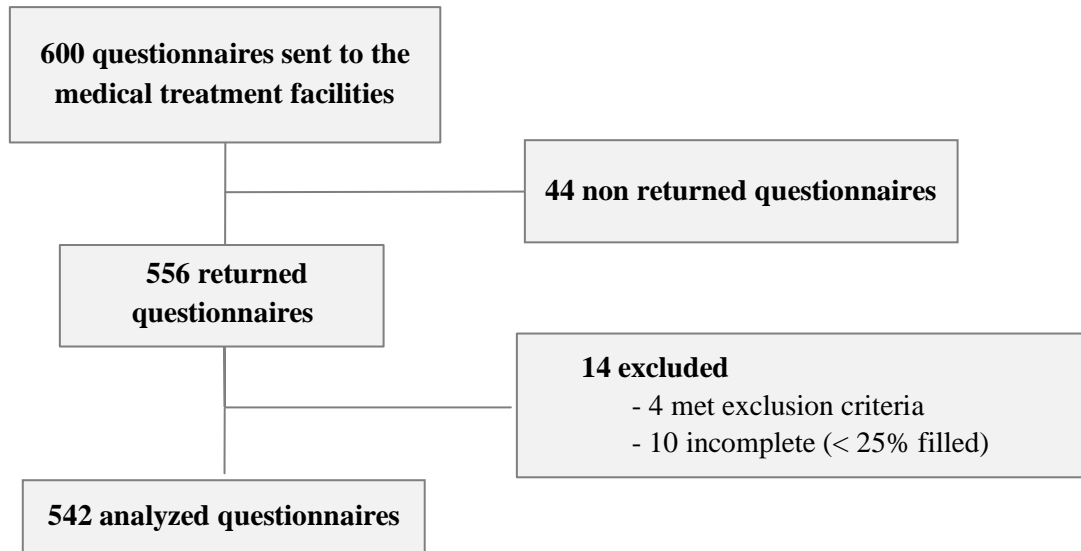 600 questionnaires sent to the
medical treatment facilities
44 non returned questionnaires
556 returned
questionnaires
14 excluded
- 4 met exclusion criteria
- 10 incomplete (< 25% filled)
542 analyzed questionnaires